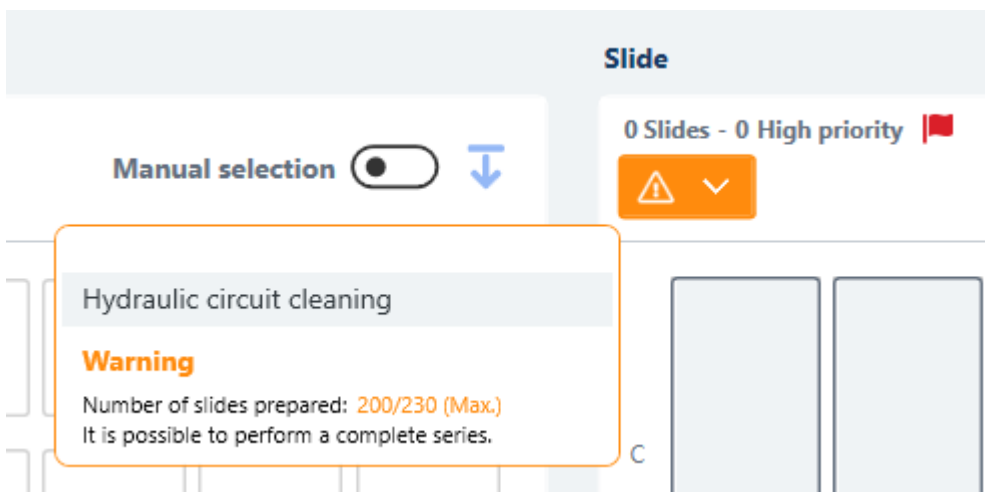 Slide
0 Slides - 0 High priority
Manual selection
Hydraulic circuit cleaning
Warning
Number of slides prepared: 200/230 (Max.)
It is possible to perform a complete series.
C